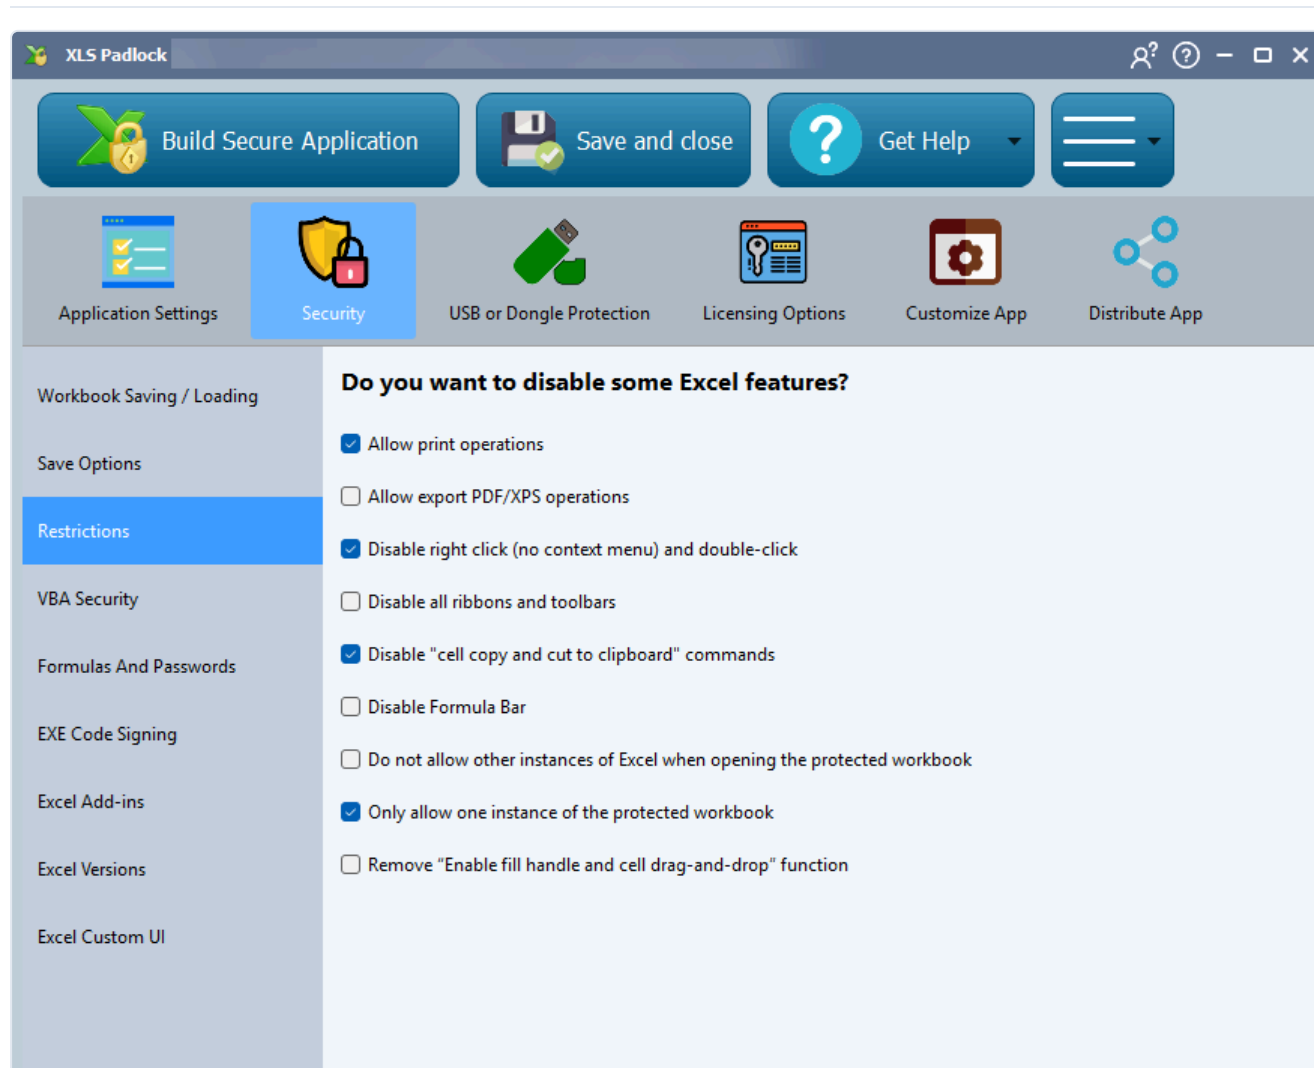 XLS Padlock
Build Secure Application
Save and close
Get Help
Application Settings
Security
USB or Dongle Protection
Licensing Options
Customize App
Distribute App
Workbook Saving / Loading
Save Options
Restrictions
VBA Security
Formulas And Passwords
EXE Code Signing
Excel Add-ins
Excel Versions
Excel Custom UI
Do you want to disable some Excel features?
Allow print operations
Allow export PDF/XPS operations
Disable right click (no context menu) and double-click
Disable all ribbons and toolbars
Disable "cell copy and cut to clipboard" commands
Disable Formula Bar
Do not allow other instances of Excel when opening the protected workbook
Only allow one instance of the protected workbook
Remove “Enable fill handle and cell drag-and-drop” function